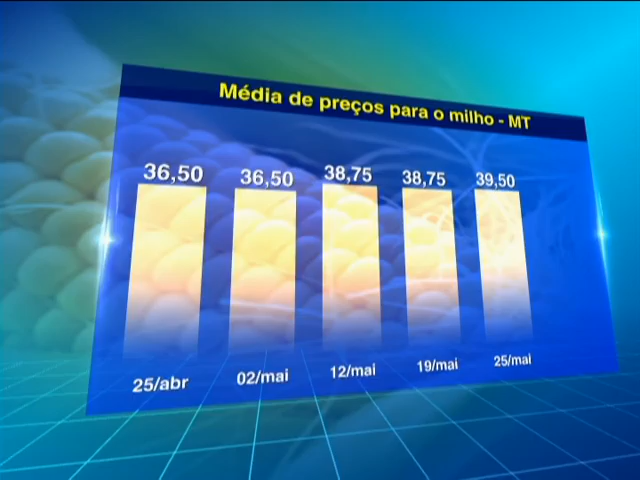 Média de preços para o milho - MT
36,50 36,50 38,75 38,75 39,50
25/abr 02/mai 12/mai 19/mai 25/mai